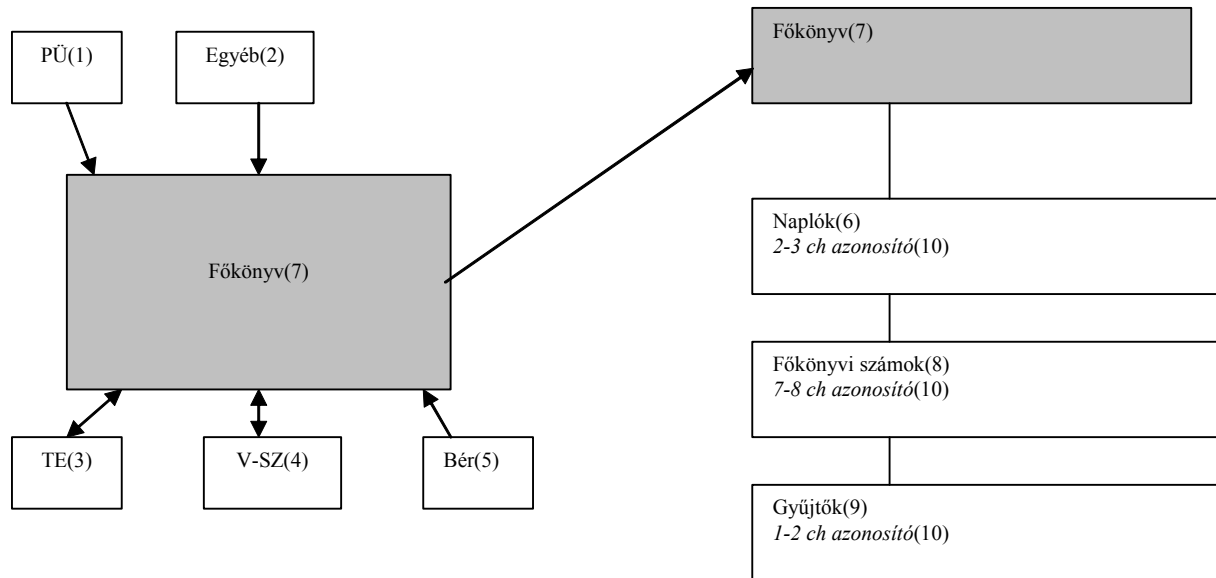 PÜ(1)
Egyéb(2)
Főkönyv(7)
TE(3)
V-SZ(4)
Bér(5)
Főkönyv(7)
Naplók(6)
2-3 ch azonosító(10)
Főkönyvi számok(8)
7-8 ch azonosító(10)
Gyűjtők(9)
1-2 ch azonosító(10)